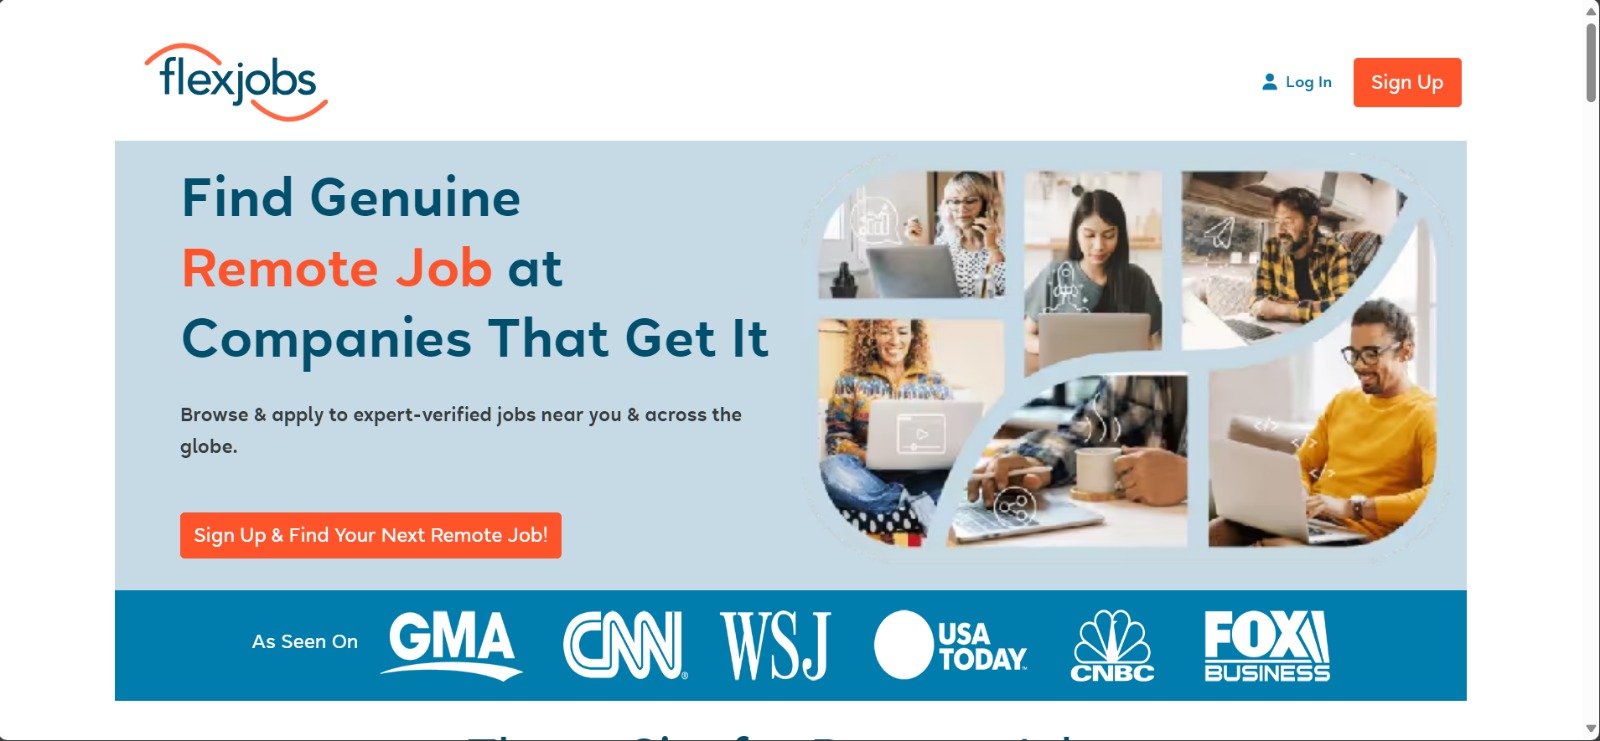 flexjobs
Log In
Sign Up
Find Genuine
Remote Job at
Companies That Get It
Browse & apply to expert-verified jobs near you & across the
globe.
Sign Up & Find Your Next Remote Job!
As Seen On
GMA
CNN
WSJ
USA
TODAY
CNBC
FOX
BUSINESS